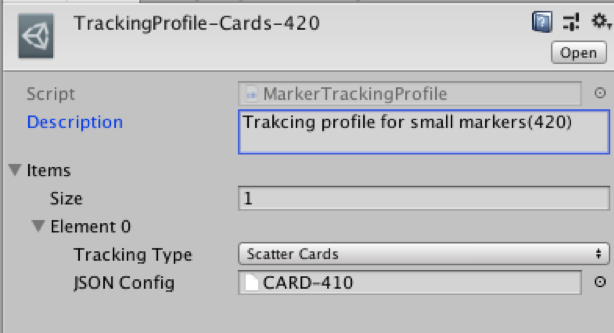 TrackingProfile-Cards-420
Open
Script MarkerTrackingProfile
Description Trakcing profile for small markers(420)
Items
Size 1
Element 0
Tracking Type Scatter Cards
JSON Config CARD-410